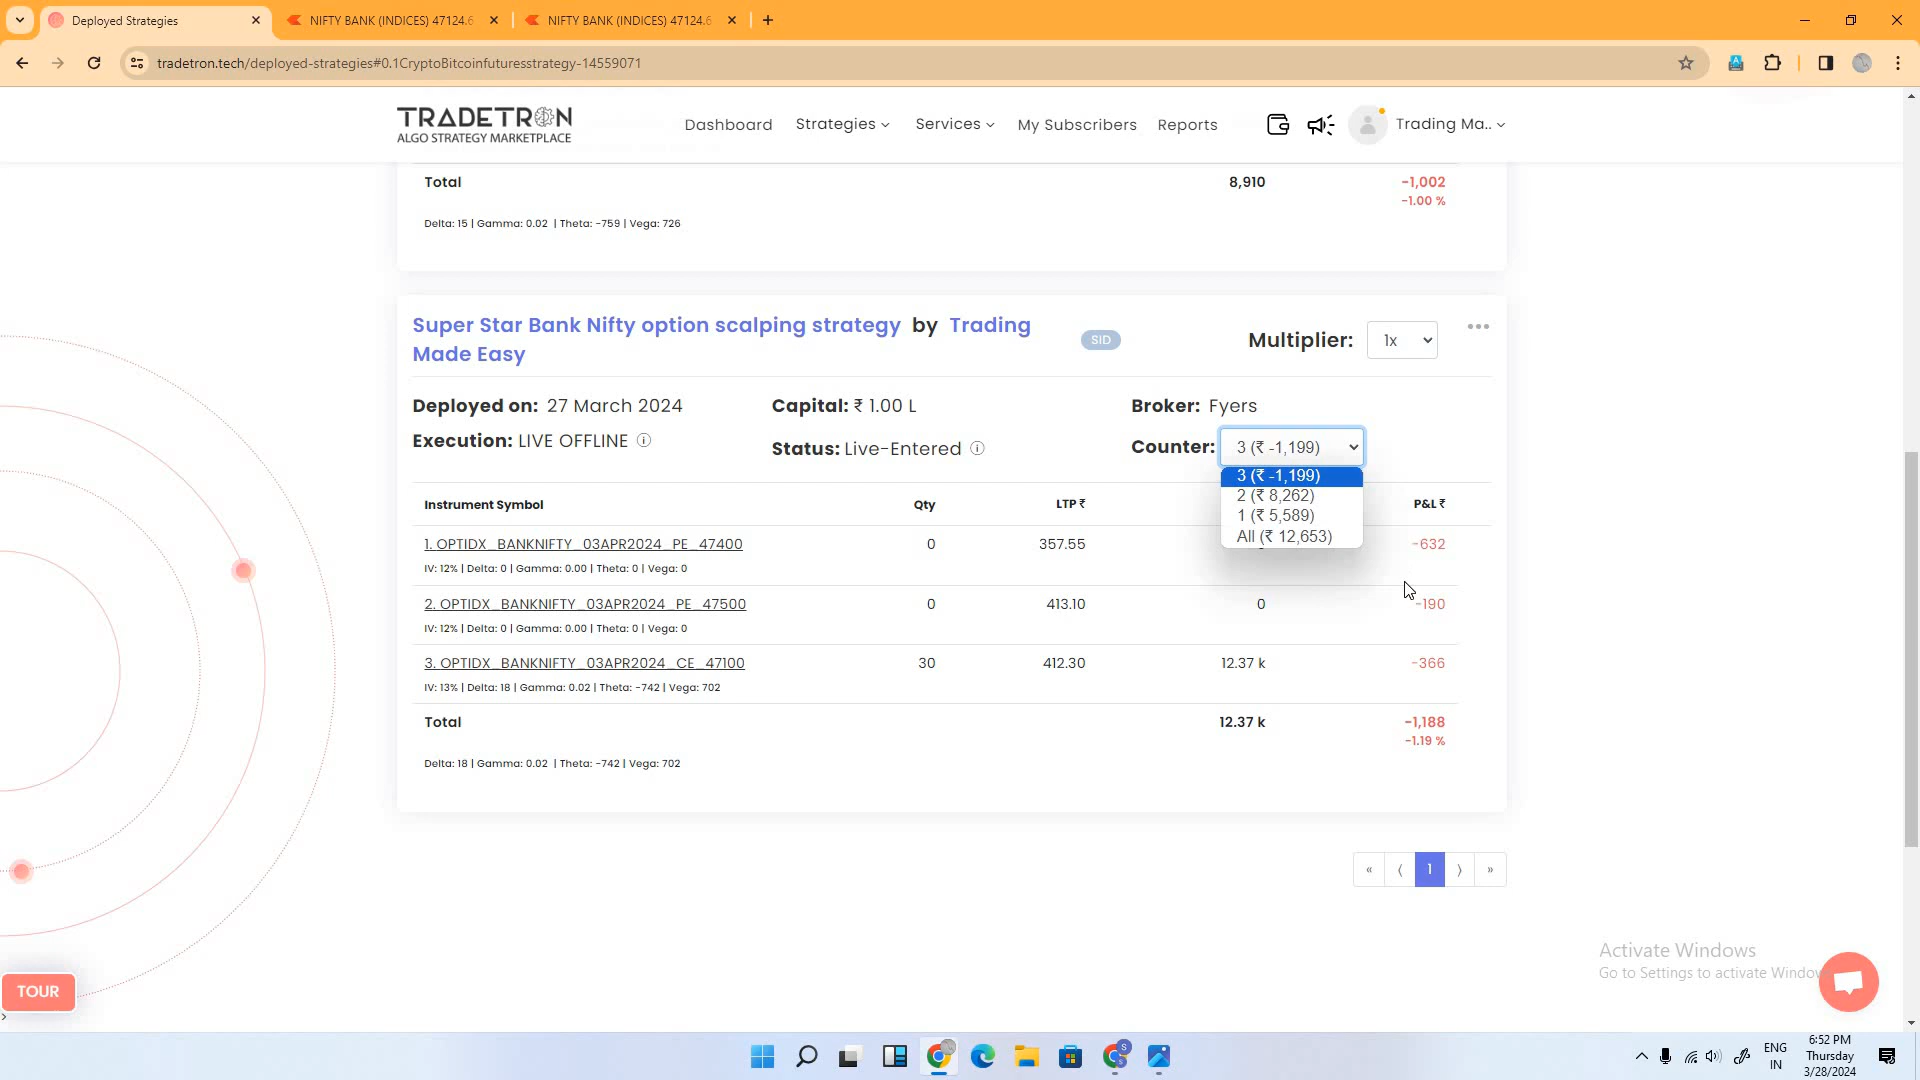 Deployed Strategies
NIFTY BANK (INDICES) 47124.6
NIFTY BANK (INDICES) 47124.6
tradetron.tech/deployed-strategies#0.1CryptoBitcoinfuturesstrategy-14559071
TRADETRON
ALGO STRATEGY MARKETPLACE
Dashboard Strategies Services My Subscribers Reports Trading Ma..
Total 8,910 -1,002
-1.00 %
Delta: 15 | Gamma: 0.02 | Theta: -759 | Vega: 726
Super Star Bank Nifty option scalping strategy by Trading
Made Easy
SID
Multiplier: 1x
Deployed on: 27 March 2024 Capital: ₹ 1.00 L Broker: Fyers
Execution: LIVE OFFLINE Status: Live-Entered Counter: 3 (₹ -1,199)
3 (₹ -1,199)
2 (₹ 8,262)
1 (₹ 5,589)
All (₹ 12,653)
Instrument Symbol Qty LTP ₹ P&L ₹
1. OPTIDX_BANKNIFTY_03APR2024_PE_47400 0 357.55 -632
IV: 12% | Delta: 0 | Gamma: 0.00 | Theta: 0 | Vega: 0
2. OPTIDX_BANKNIFTY_03APR2024_PE_47500 0 413.10 0 -190
IV: 12% | Delta: 0 | Gamma: 0.00 | Theta: 0 | Vega: 0
3. OPTIDX_BANKNIFTY_03APR2024_CE_47100 30 412.30 12.37 k -366
IV: 13% | Delta: 18 | Gamma: 0.02 | Theta: -742 | Vega: 702
Total 12.37 k -1,188
-1.19 %
Delta: 18 | Gamma: 0.02 | Theta: -742 | Vega: 702
« ⟨ 1 ⟩ »
Activate Windows
Go to Settings to activate Window
TOUR
S
ENG
IN
6:52 PM
Thursday
3/28/2024